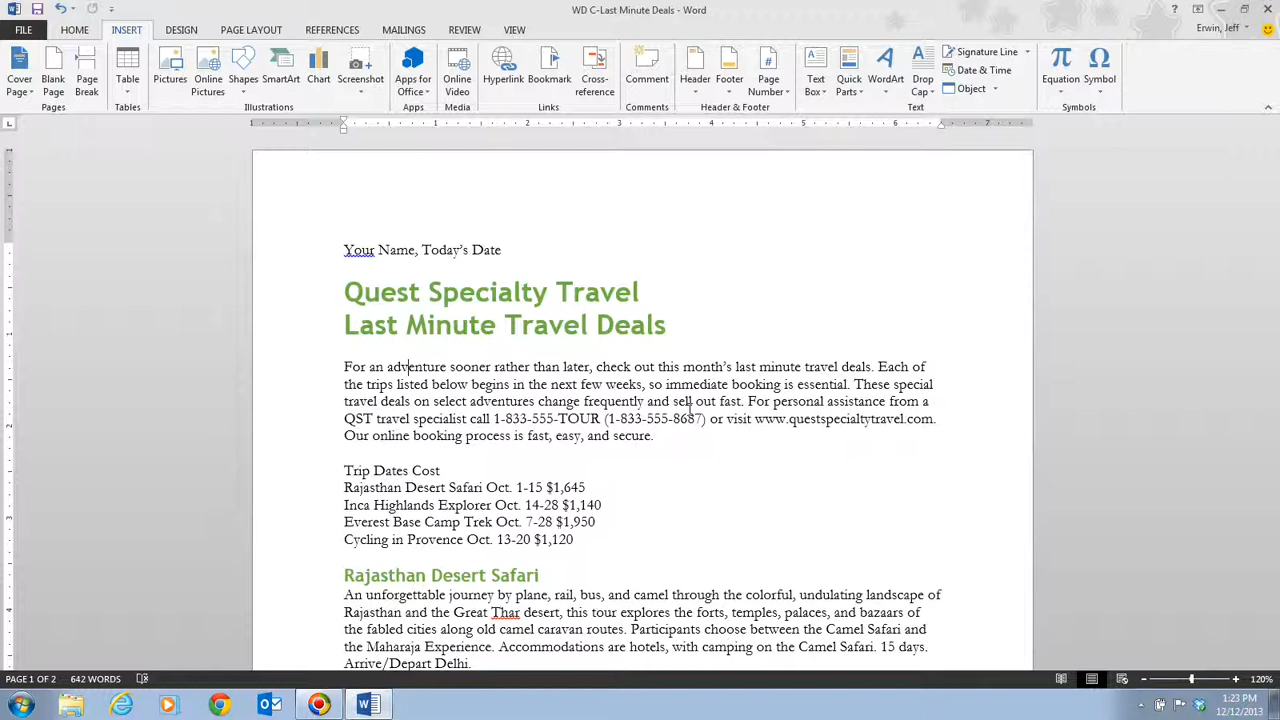 WD C-Last Minute Deals - Word
FILE HOME INSERT DESIGN PAGE LAYOUT REFERENCES MAILINGS REVIEW VIEW Erwin, Jeff
Cover Page Blank Page Page Break Table Pictures Online Pictures Shapes SmartArt Chart Screenshot Apps for Office Online Video Hyperlink Bookmark Cross-reference Comment Header Footer Page Number Text Box Quick Parts WordArt Drop Cap Signature Line Date & Time Object Equation Symbol
Pages Tables Illustrations Apps Media Links Comments Header & Footer Text Symbols
1 1 2 3 4 5 6 7
Your Name, Today's Date
Quest Specialty Travel
Last Minute Travel Deals
For an adventure sooner rather than later, check out this month's last minute travel deals. Each of
the trips listed below begins in the next few weeks, so immediate booking is essential. These special
travel deals on select adventures change frequently and sell out fast. For personal assistance from a
QST travel specialist call 1-833-555-TOUR (1-833-555-8687) or visit www.questspecialtytravel.com.
Our online booking process is fast, easy, and secure.
Trip Dates Cost
Rajasthan Desert Safari Oct. 1-15 $1,645
Inca Highlands Explorer Oct. 14-28 $1,140
Everest Base Camp Trek Oct. 7-28 $1,950
Cycling in Provence Oct. 13-20 $1,120
Rajasthan Desert Safari
An unforgettable journey by plane, rail, bus, and camel through the colorful, undulating landscape of
Rajasthan and the Great Thar desert, this tour explores the forts, temples, palaces, and bazaars of
the fabled cities along old camel caravan routes. Participants choose between the Camel Safari and
the Maharaja Experience. Accommodations are hotels, with camping on the Camel Safari. 15 days.
Arrive/Depart Delhi.
PAGE 1 OF 2 642 WORDS 120%
1:23 PM
12/12/2013